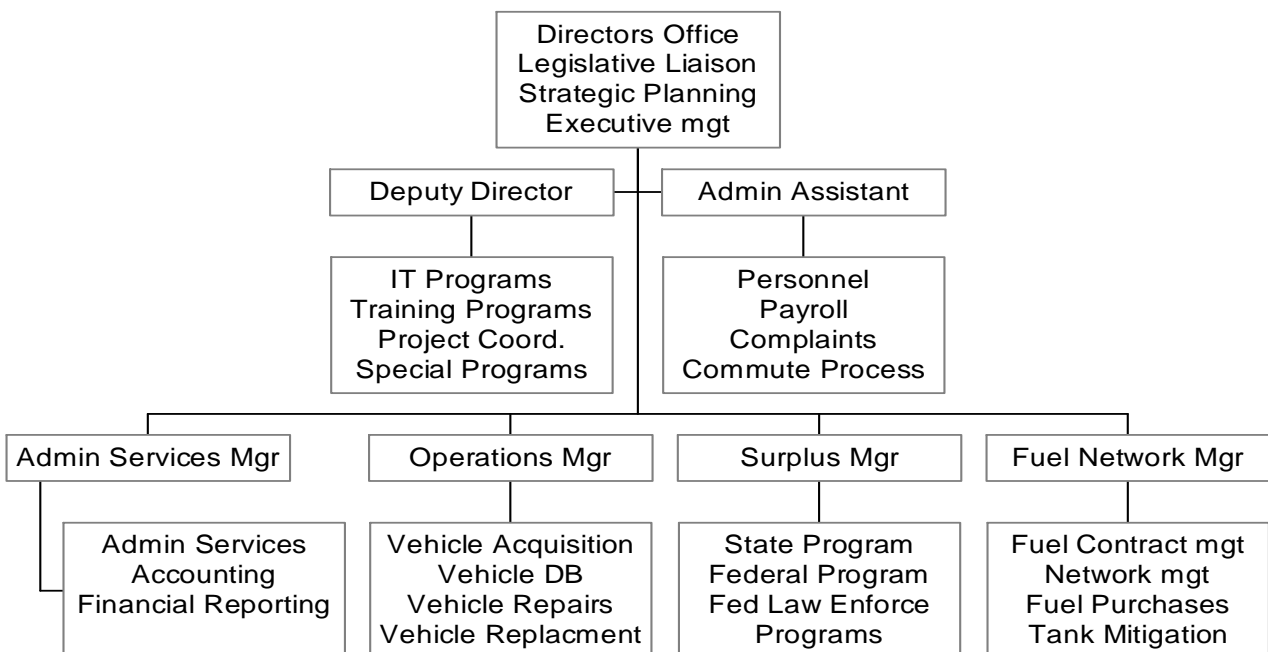 Directors Office
Legislative Liaison
Strategic Planning
Executive mgt
Deputy Director
Admin Assistant
IT Programs
Training Programs
Project Coord.
Special Programs
Personnel
Payroll
Complaints
Commute Process
Admin Services Mgr
Operations Mgr
Surplus Mgr
Fuel Network Mgr
Admin Services
Accounting
Financial Reporting
Vehicle Acquisition
Vehicle DB
Vehicle Repairs
Vehicle Replacment
State Program
Federal Program
Fed Law Enforce
Programs
Fuel Contract mgt
Network mgt
Fuel Purchases
Tank Mitigation